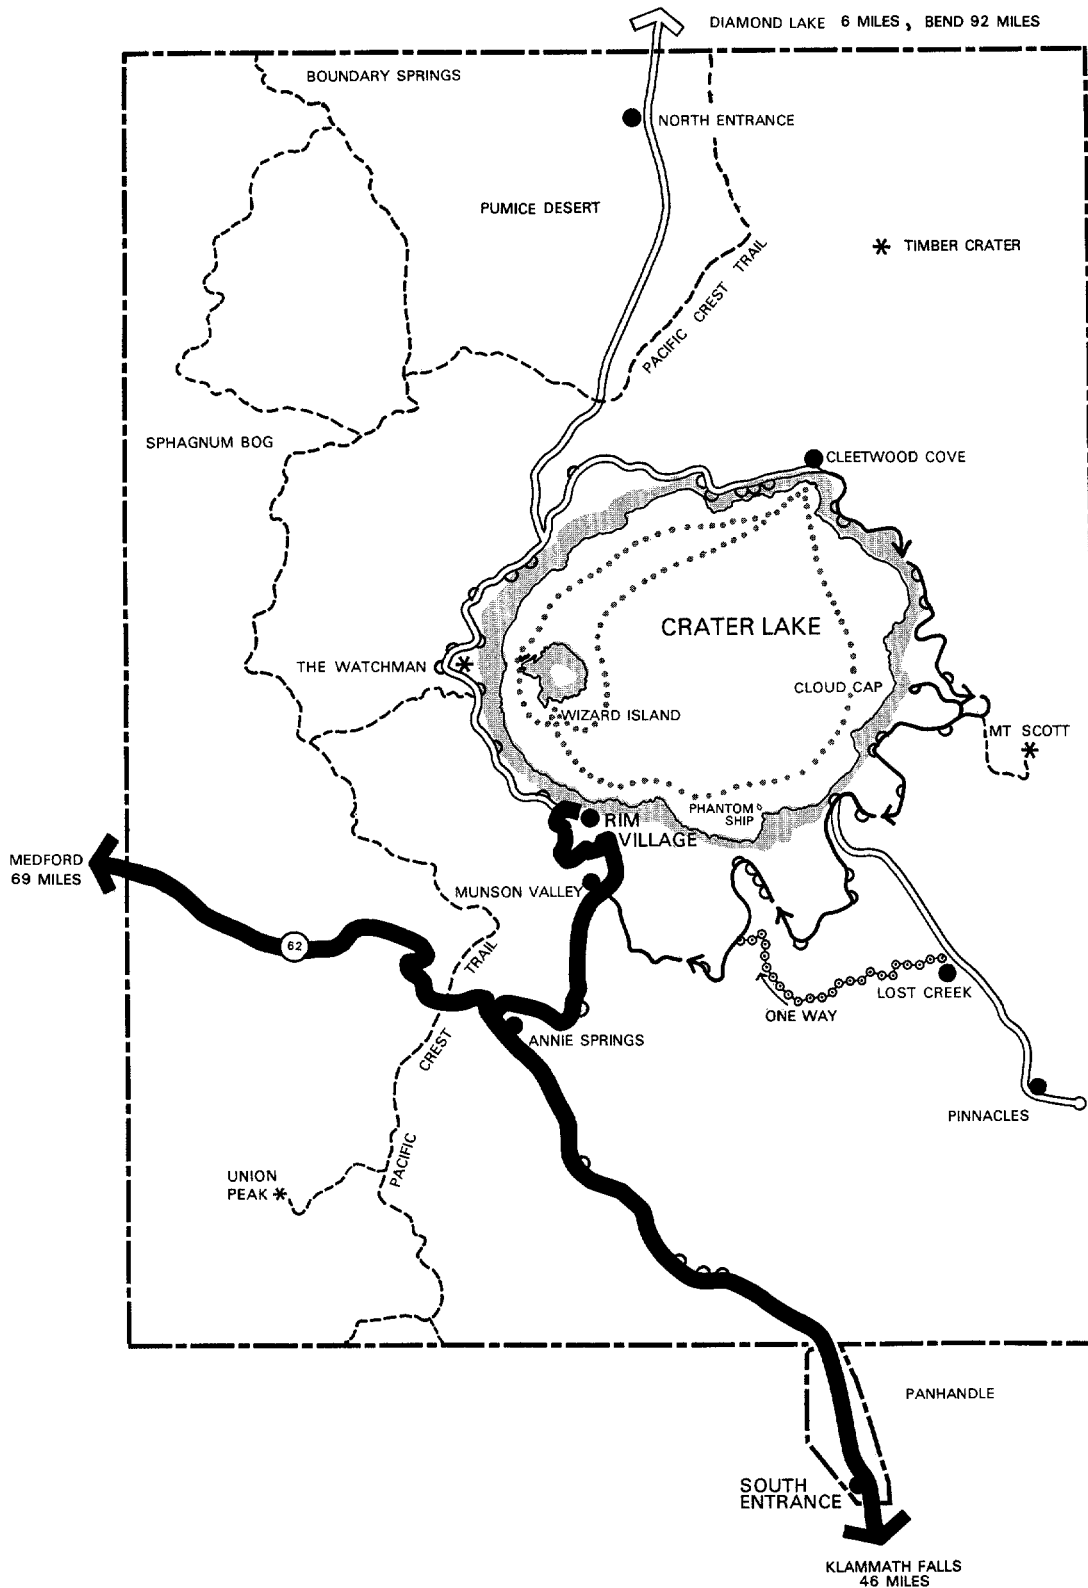 DIAMOND LAKE 6 MILES, BEND 92 MILES
BOUNDARY SPRINGS
NORTH ENTRANCE
PUMICE DESERT
TIMBER CRATER
PACIFIC CREST TRAIL
SPHAGNUM BOG
CLEETWOOD COVE
CRATER LAKE
THE WATCHMAN
CLOUD CAP
WIZARD ISLAND
MT SCOTT
PHANTOM
SHIP
RIM
VILLAGE
MEDFORD
69 MILES
MUNSON VALLEY
62
TRAIL
LOST CREEK
ONE WAY
ANNIE SPRINGS
CREST
PINNACLES
PACIFIC
UNION
PEAK
PANHANDLE
SOUTH
ENTRANCE
KLAMMATH FALLS
46 MILES